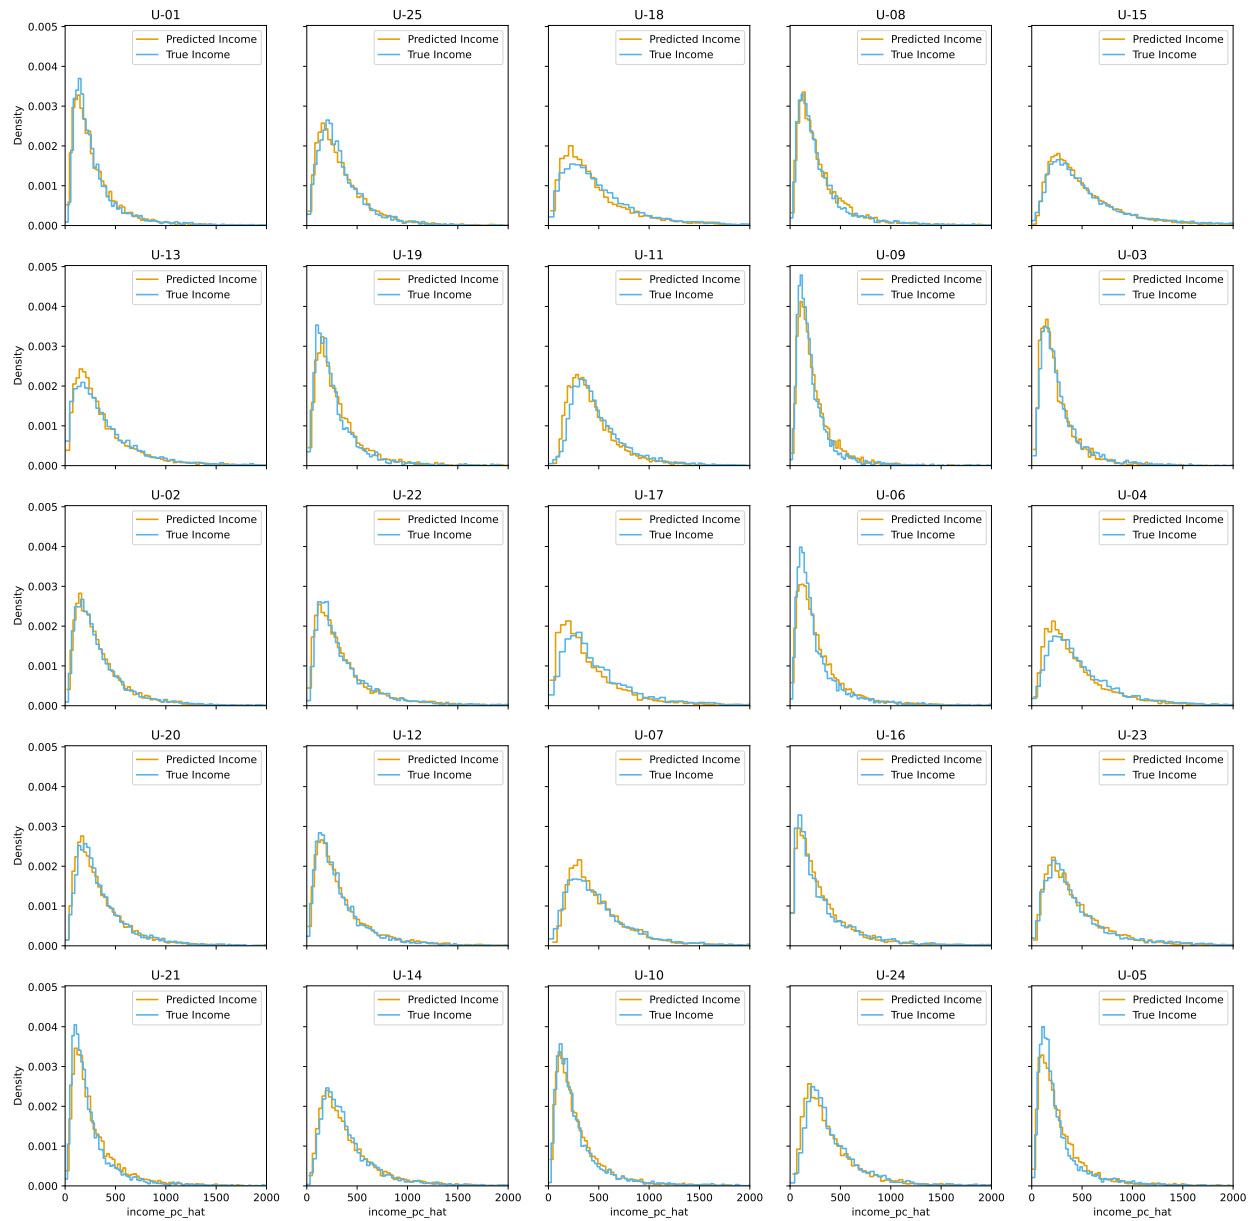 U-01
U-25
U-18
U-08
U-15
0.005
0.004
0.003
0.002
0.001
0.000
Density
Predicted Income
True Income
Predicted Income
True Income
Predicted Income
True Income
Predicted Income
True Income
Predicted Income
True Income
U-13
U-19
U-11
U-09
U-03
0.005
0.004
0.003
0.002
0.001
0.000
Density
Predicted Income
True Income
Predicted Income
True Income
Predicted Income
True Income
Predicted Income
True Income
Predicted Income
True Income
U-02
U-22
U-17
U-06
U-04
0.005
0.004
0.003
0.002
0.001
0.000
Density
Predicted Income
True Income
Predicted Income
True Income
Predicted Income
True Income
Predicted Income
True Income
Predicted Income
True Income
U-20
U-12
U-07
U-16
U-23
0.005
0.004
0.003
0.002
0.001
0.000
Density
Predicted Income
True Income
Predicted Income
True Income
Predicted Income
True Income
Predicted Income
True Income
Predicted Income
True Income
U-21
U-14
U-10
U-24
U-05
0.005
0.004
0.003
0.002
0.001
0.000
Density
Predicted Income
True Income
Predicted Income
True Income
Predicted Income
True Income
Predicted Income
True Income
Predicted Income
True Income
0 500 1000 1500 2000
0 500 1000 1500 2000
0 500 1000 1500 2000
0 500 1000 1500 2000
0 500 1000 1500 2000
income_pc_hat
income_pc_hat
income_pc_hat
income_pc_hat
income_pc_hat